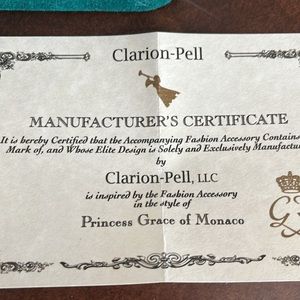 Clarion-Pell
MANUFACTURER'S CERTIFICATE
It is hereby Certified that the Accompanying Fashion Accessory Contains
Mark of, and Whose Elite Design is Solely and Exclusively Manufactu
by
Clarion-Pell, LLC
is inspired by the Fashion Accessory
in the style of
Princess Grace of Monaco